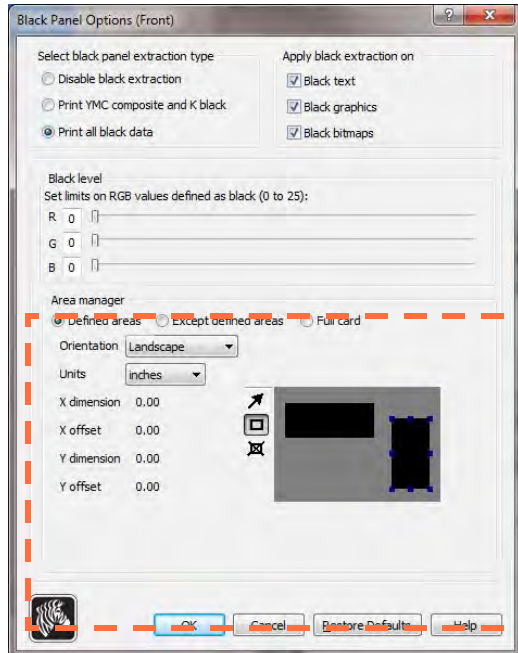 Black Panel Options (Front)
Select black panel extraction type
Disable black extraction
Print YMC composite and K black
Print all black data
Apply black extraction on
Black text
Black graphics
Black bitmaps
Black level
Set limits on RGB values defined as black (0 to 25):
R 0
G 0
B 0
Area manager
Defined areas Except defined areas Full card
Orientation Landscape
Units inches
X dimension 0.00
X offset 0.00
Y dimension 0.00
Y offset 0.00
OK Cancel Restore Defaults Help